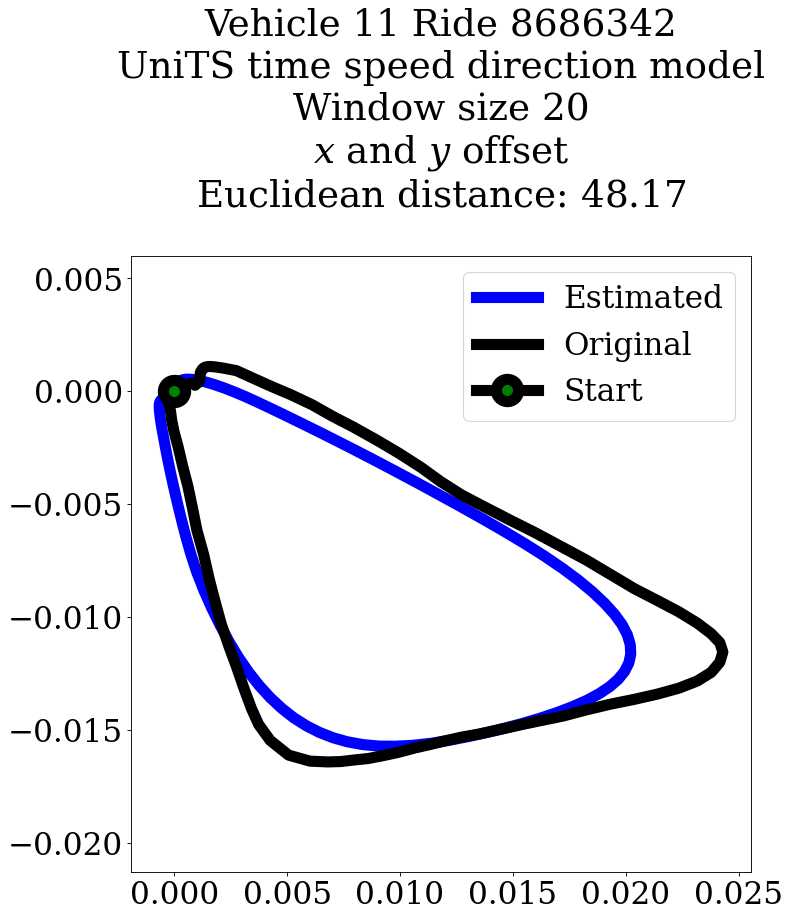 Vehicle 11 Ride 8686342
UniTS time speed direction model
Window size 20
x and y offset
Euclidean distance: 48.17
Estimated
Original
Start
0.005
0.000
−0.005
−0.010
−0.015
−0.020
0.000 0.005 0.010 0.015 0.020 0.025